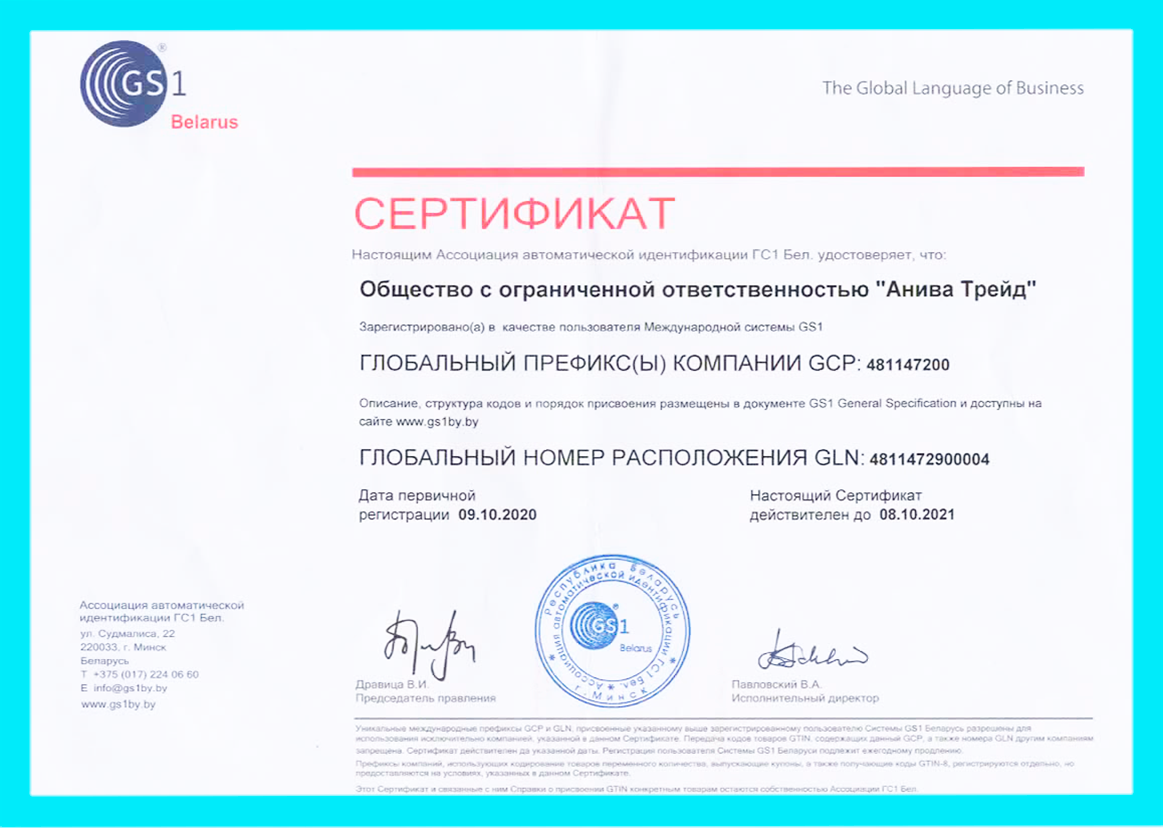 GS1
®
Belarus
The Global Language of Business
СЕРТИФИКАТ
Настоящим Ассоциация автоматической идентификации ГС1 Бел. удостоверяет, что:
Общество с ограниченной ответственностью "Анива Трейд"
Зарегистрировано(а) в качестве пользователя Международной системы GS1
ГЛОБАЛЬНЫЙ ПРЕФИКС(Ы) КОМПАНИИ GCP: 481147200
Описание, структура кодов и порядок присвоения размещены в документе GS1 General Specification и доступны на
сайте www.gs1by.by
ГЛОБАЛЬНЫЙ НОМЕР РАСПОЛОЖЕНИЯ GLN: 4811472900004
Дата первичной
регистрации 09.10.2020
Настоящий Сертификат
действителен до 08.10.2021
Ассоциация автоматической
идентификации ГС1 Бел.
ул. Судмалиса, 22
220033, г. Минск
Беларусь
T +375 (017) 224 06 60
E info@gs1by.by
www.gs1by.by
Республика Беларусь
Ассоциация автоматической идентификации ГС1 Бел.
г. Минск
GS1
Belarus
Дравица В.И.
Председатель правления
Павловский В.А.
Исполнительный директор
Уникальные международные префиксы GCP и GLN, присвоенные указанному выше зарегистрированному пользователю Системы GS1 Беларусь разрешены для
использования исключительно компанией, указанной в данном Сертификате. Передача кодов товаров GTIN, содержащих данный GCP, а также номера GLN другим компаниям
запрещена. Сертификат действителен до указанной даты. Регистрация пользователя Системы GS1 Беларуси подлежит ежегодному продлению.
Префиксы компаний, использующих кодирование товаров переменного количества, выпускающие купоны, а также получающие коды GTIN-8, регистрируются отдельно, но
предоставляются на условиях, указанных в данном Сертификате.
Этот Сертификат и связанные с ним Справки о присвоении GTIN конкретным товарам остаются собственностью Ассоциации ГС1 Бел.